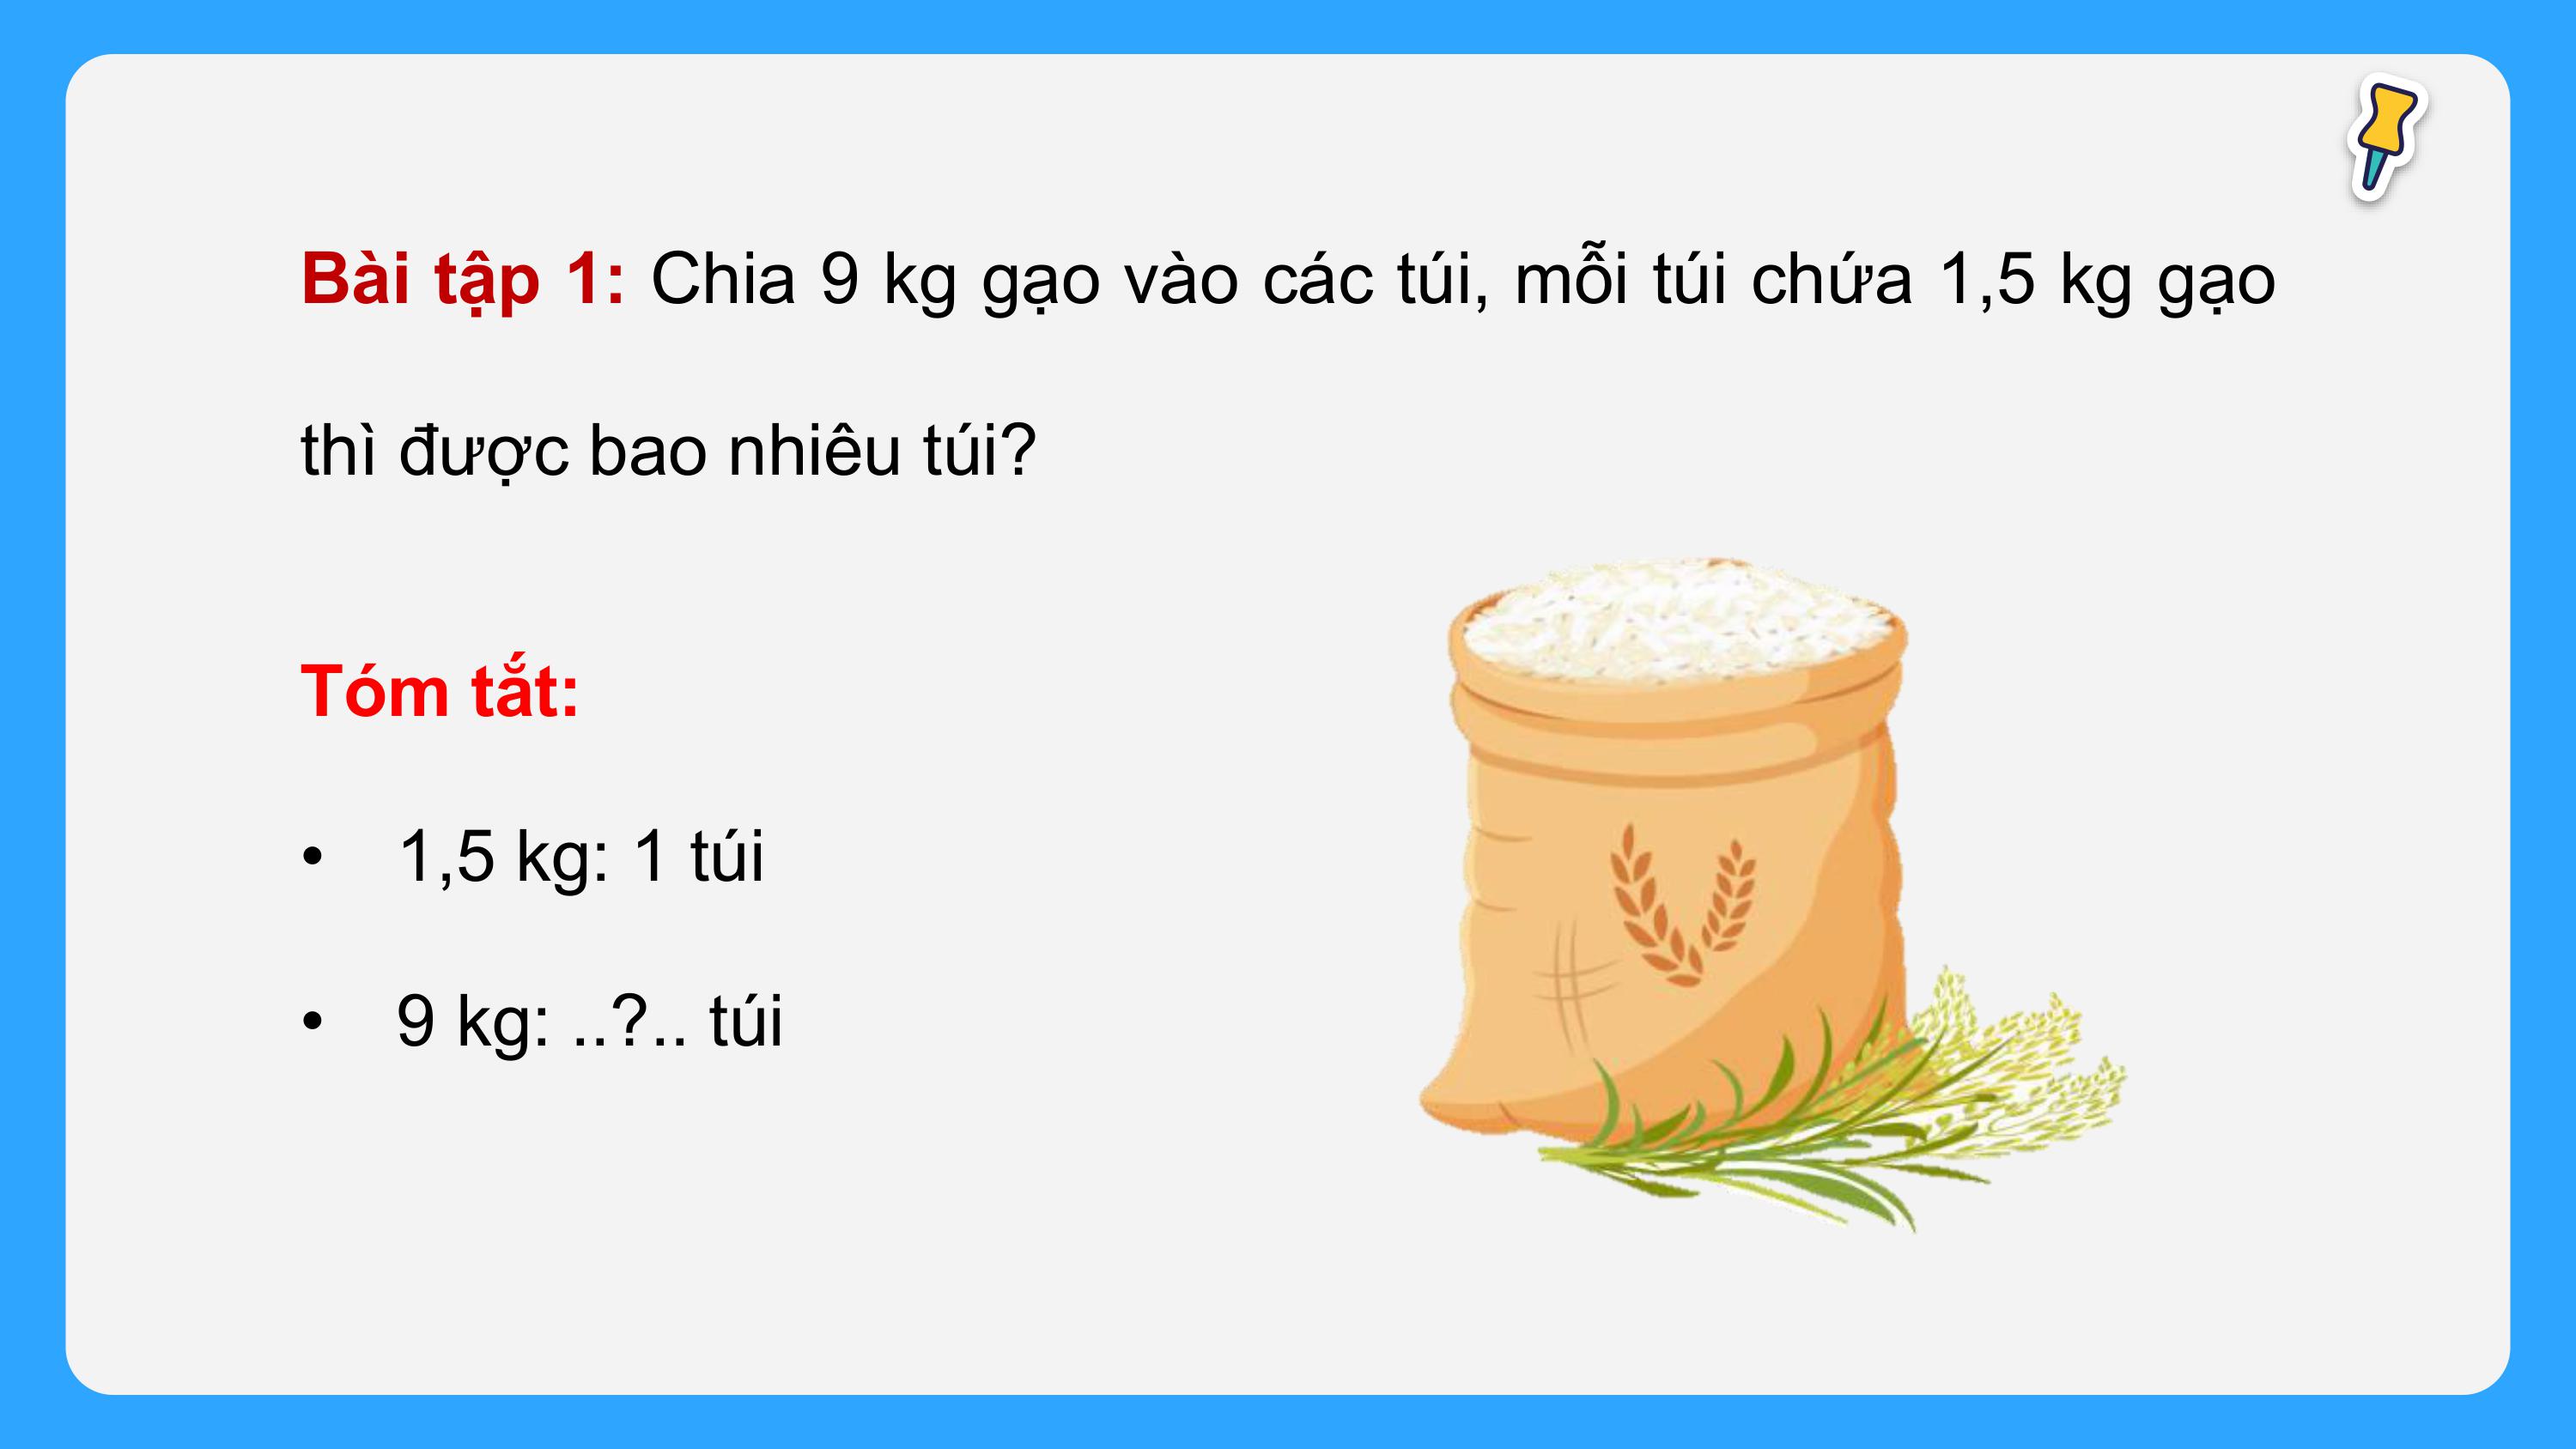 Bài tập 1: Chia 9 kg gạo vào các túi, mỗi túi chứa 1,5 kg gạo
thì được bao nhiêu túi?
Tóm tắt:
• 1,5 kg: 1 túi
• 9 kg: ..?.. túi